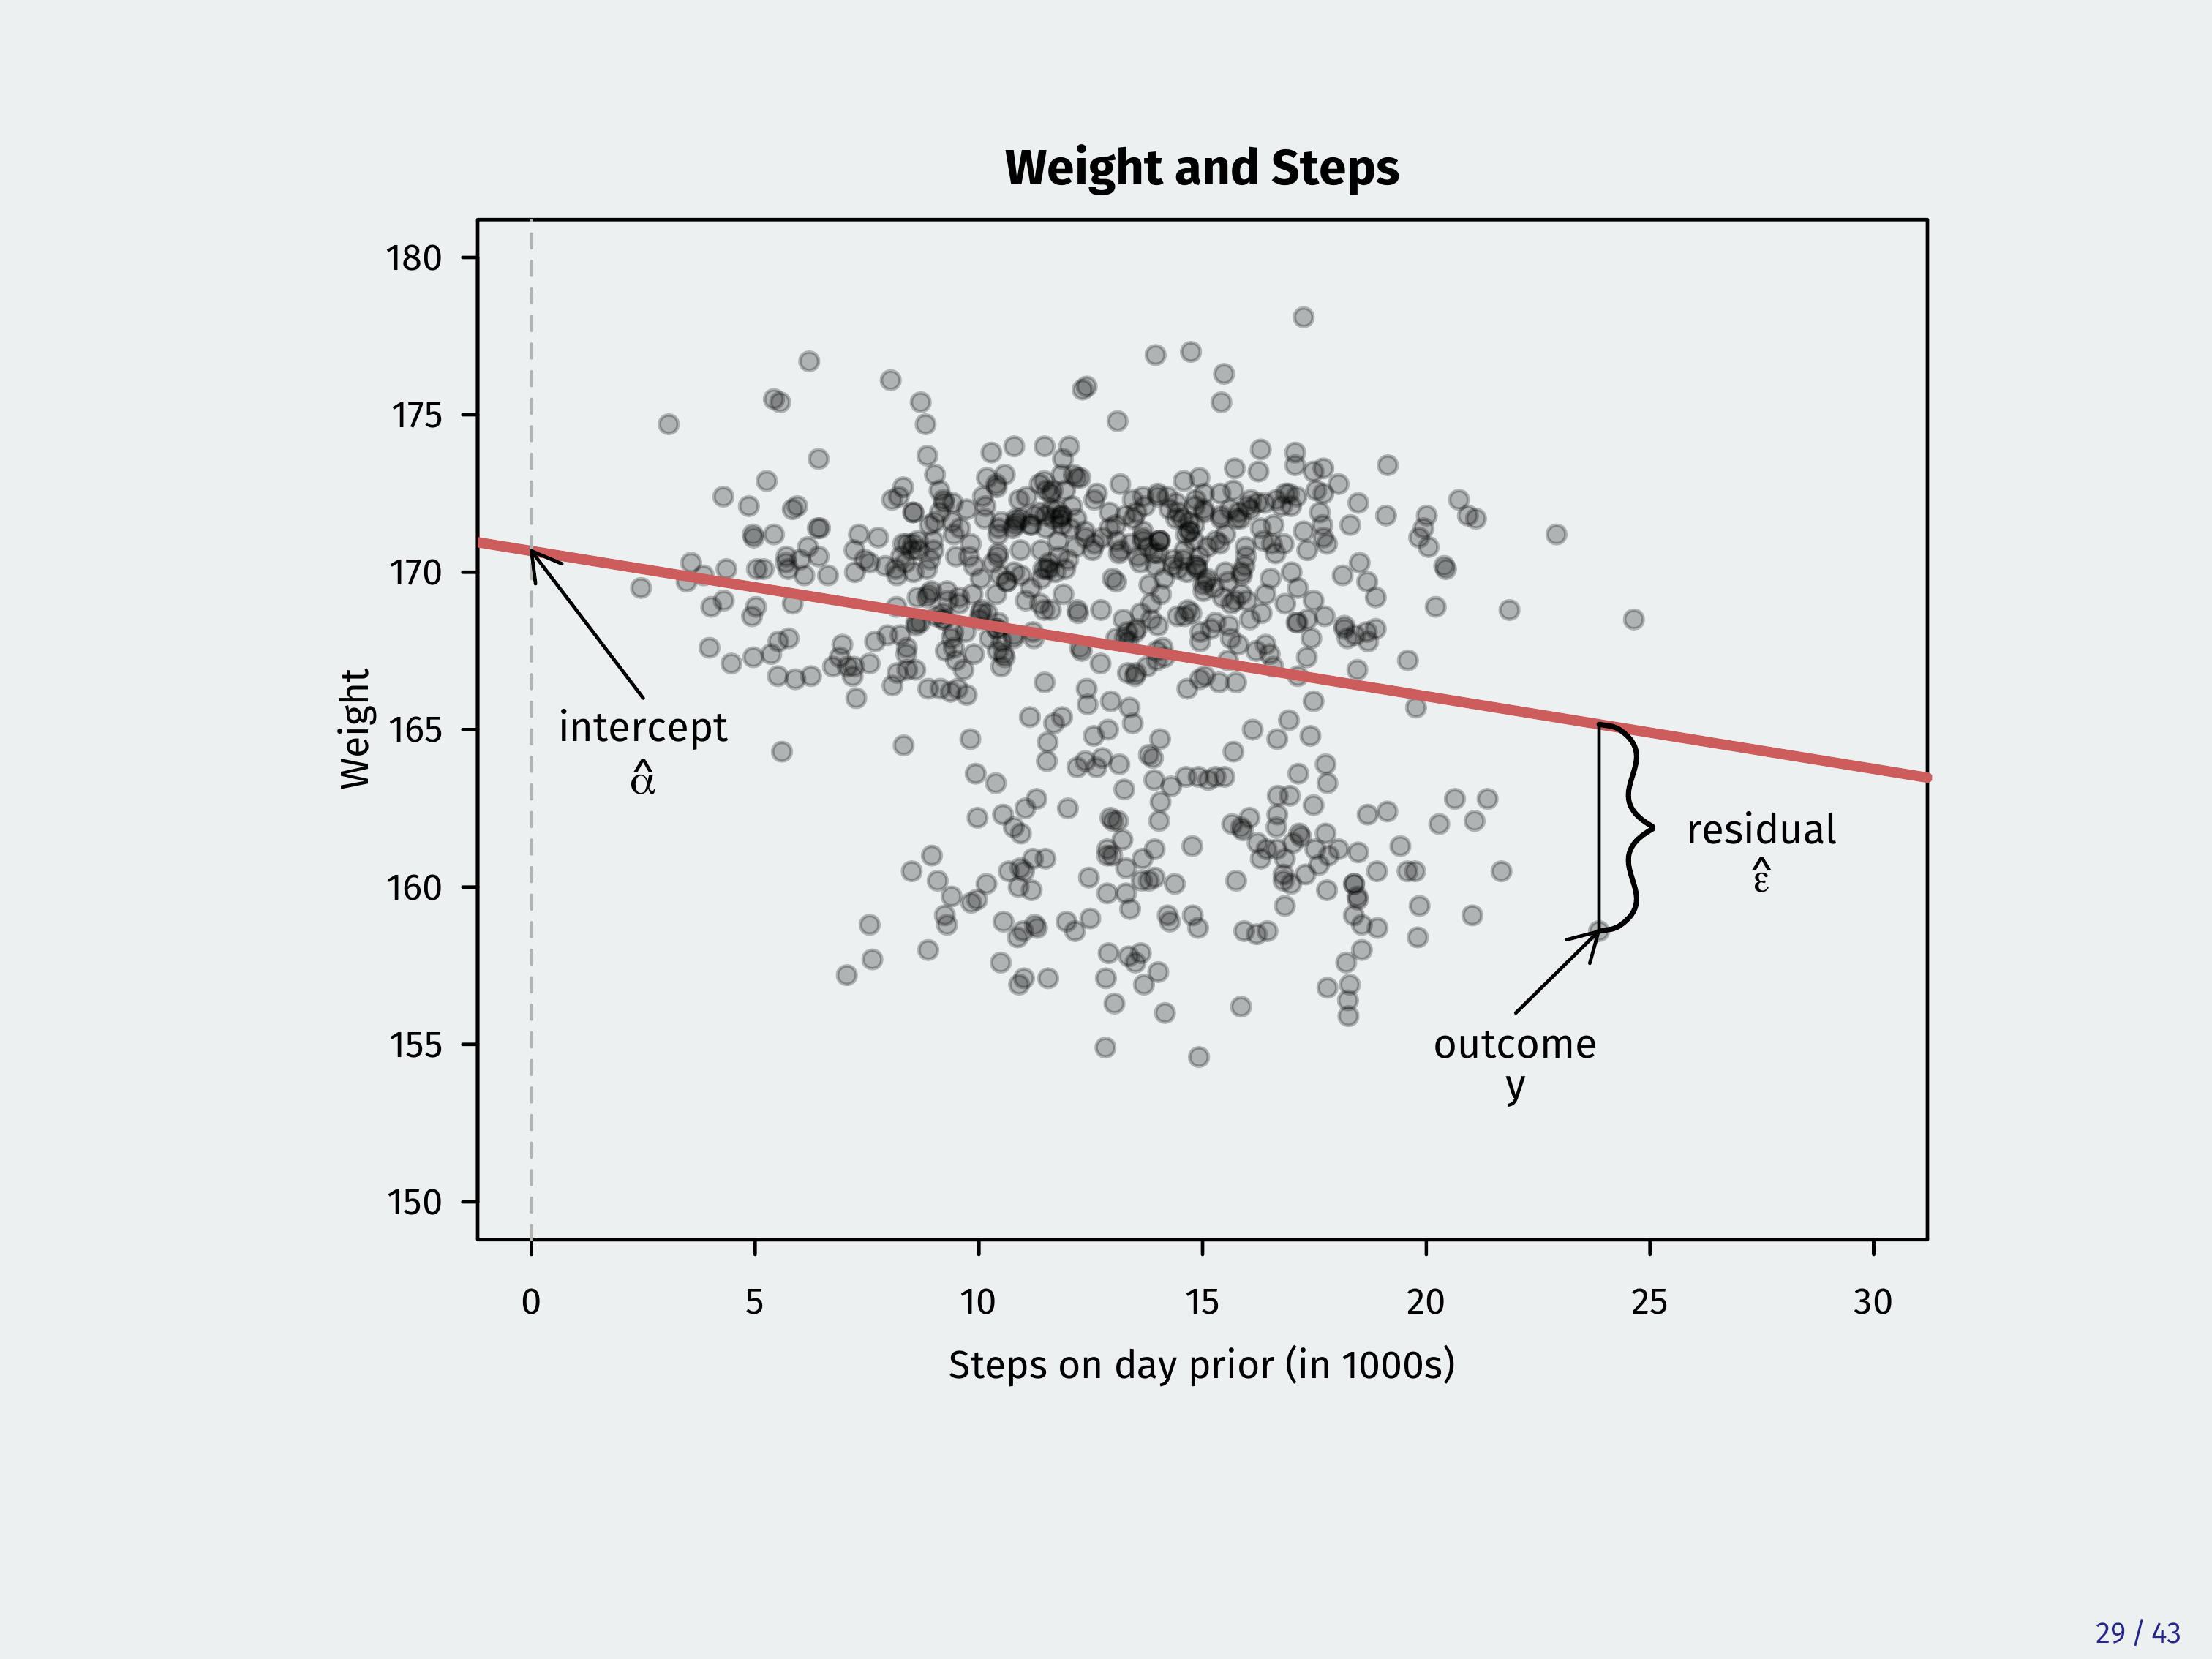 Weight and Steps
180
175
170
165
160
155
150
Weight
intercept
α̂
residual
ε̂
outcome
y
0 5 10 15 20 25 30
Steps on day prior (in 1000s)
29 / 43